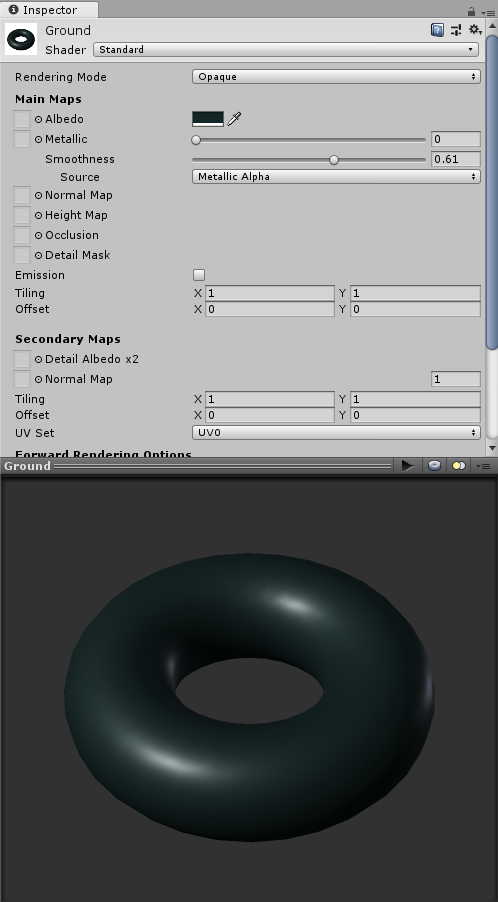 Inspector
Ground
Shader Standard
Rendering Mode Opaque
Main Maps
Albedo
Metallic 0
Smoothness 0.61
Source Metallic Alpha
Normal Map
Height Map
Occlusion
Detail Mask
Emission
Tiling X 1 Y 1
Offset X 0 Y 0
Secondary Maps
Detail Albedo x2
Normal Map 1
Tiling X 1 Y 1
Offset X 0 Y 0
UV Set UV0
Forward Rendering Options
Ground